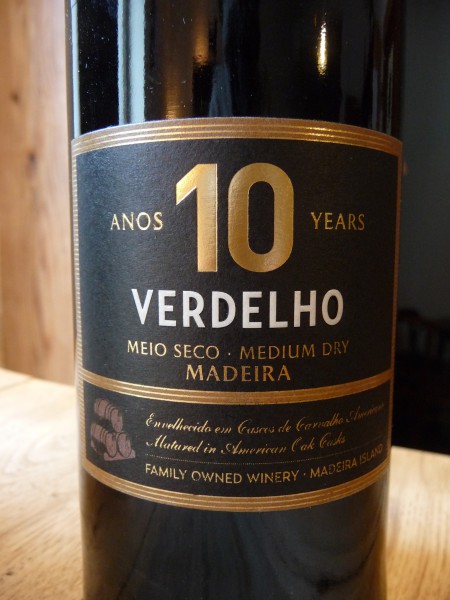 ANOS 10 YEARS
VERDELHO
MEIO SECO · MEDIUM DRY
MADEIRA
Envelhecido em Cascos de Carvalho Americano
Matured in American Oak Casks
FAMILY OWNED WINERY · MADEIRA ISLAND